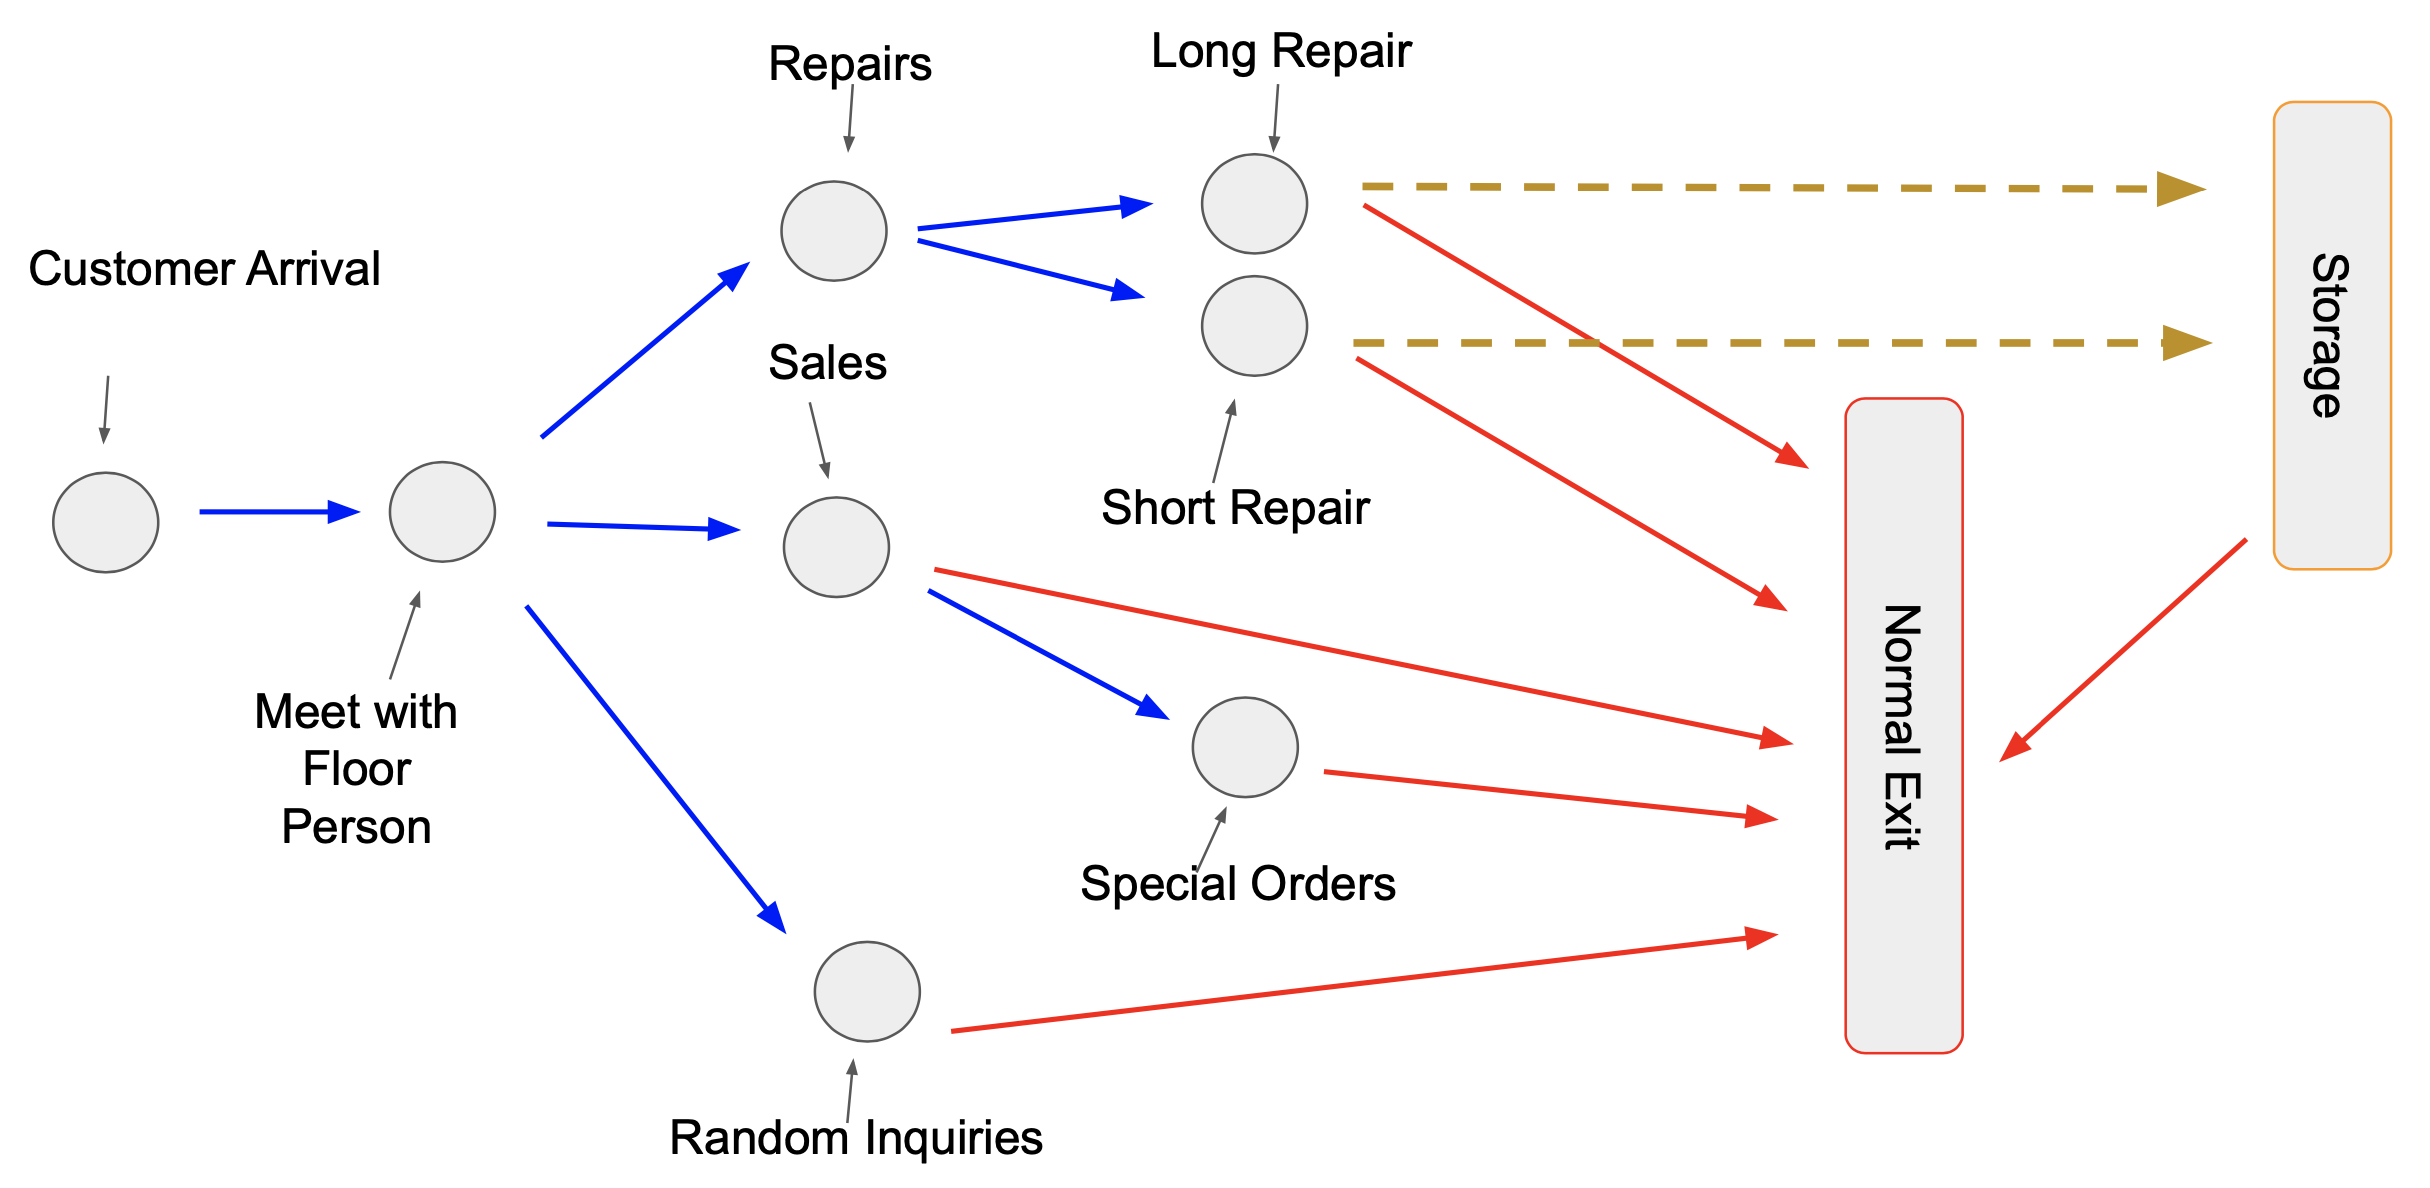 Repairs
Long Repair
Customer Arrival
Sales
Storage
Short Repair
Meet with
Floor
Person
Normal Exit
Special Orders
Random Inquiries